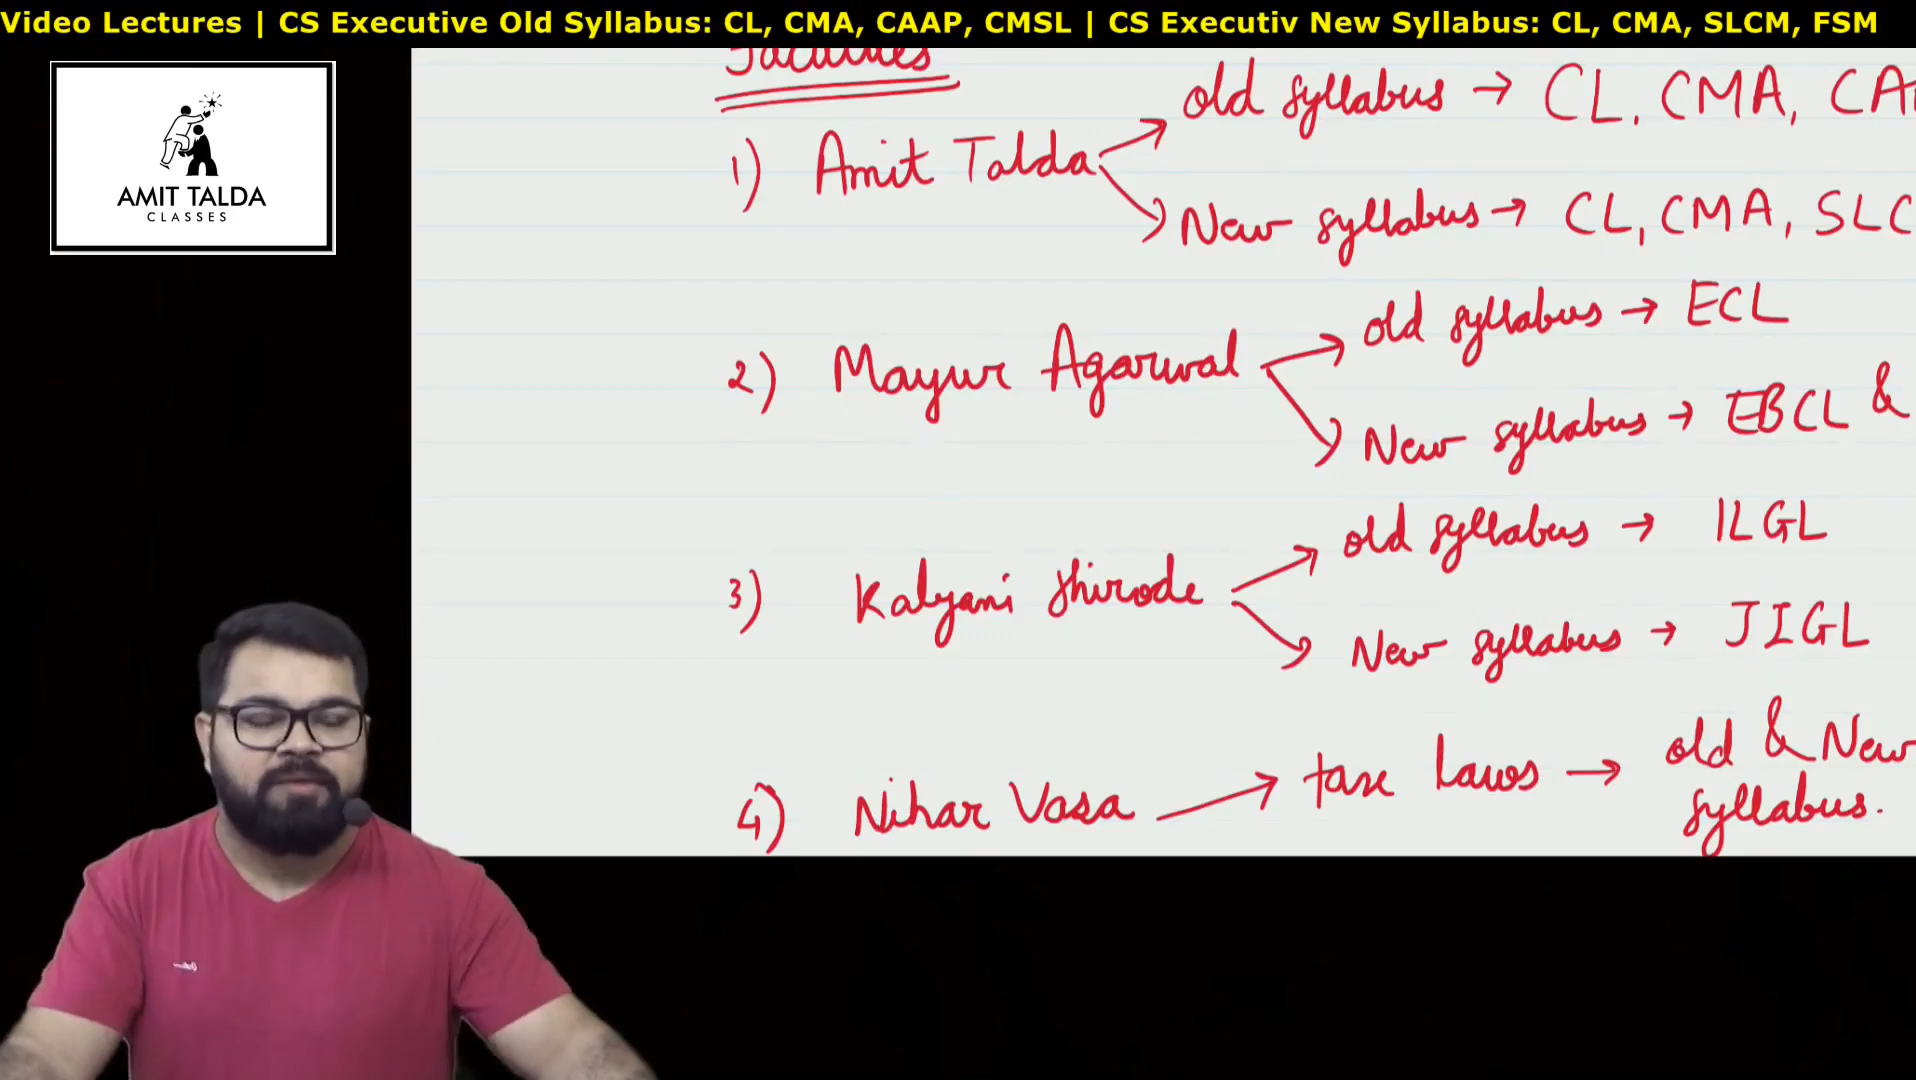 Video Lectures | CS Executive Old Syllabus: CL, CMA, CAAP, CMSL | CS Executiv New Syllabus: CL, CMA, SLCM, FSM
AMIT TALDA
CLASSES
faculties
1) Amit Talda → old syllabus → CL, CMA, CA
→ New syllabus → CL, CMA, SLC
2) Mayur Agarwal → old syllabus → ECL
→ New syllabus → EBCL &
3) Kalyani Shirode → old syllabus → ILGL
→ New syllabus → JIGL
4) Nihar Vasa → tax Laws → old & New
syllabus.